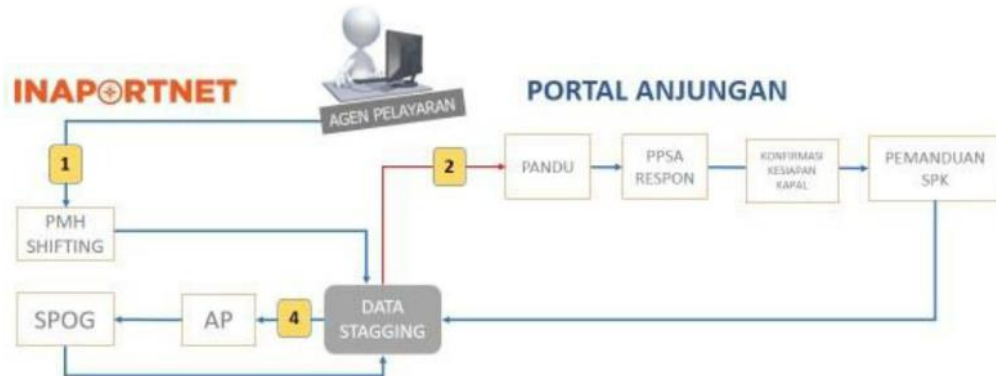 INAPORTNET
AGEN PELAYARAN
PORTAL ANJUNGAN
1
2
PANDU
PPSA
RESPON
KONFIRMASI
KESIAPAN
KAPAL
PEMANDUAN
SPK
PMH
SHIFTING
SPOG
AP
4
DATA
STAGGING